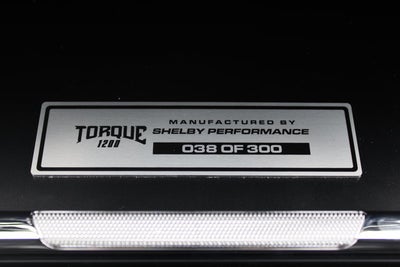 TORQUE
1200
MANUFACTURED BY
SHELBY PERFORMANCE
038 OF 300